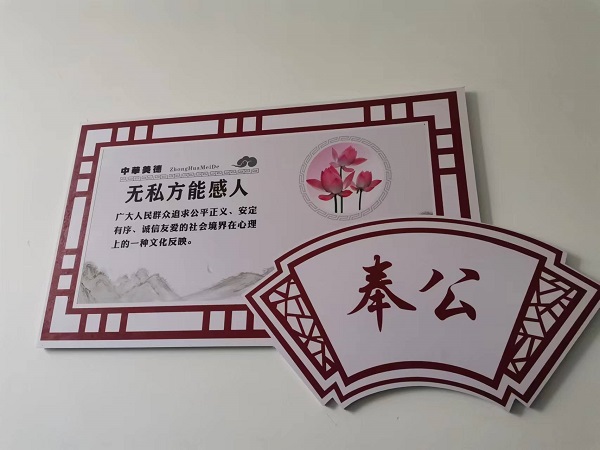 中華美德 ZhongHuaMeiDe
无私方能感人
广大人民群众追求公平正义、安定
有序、诚信友爱的社会境界在心理
上的一种文化反映。
奉公